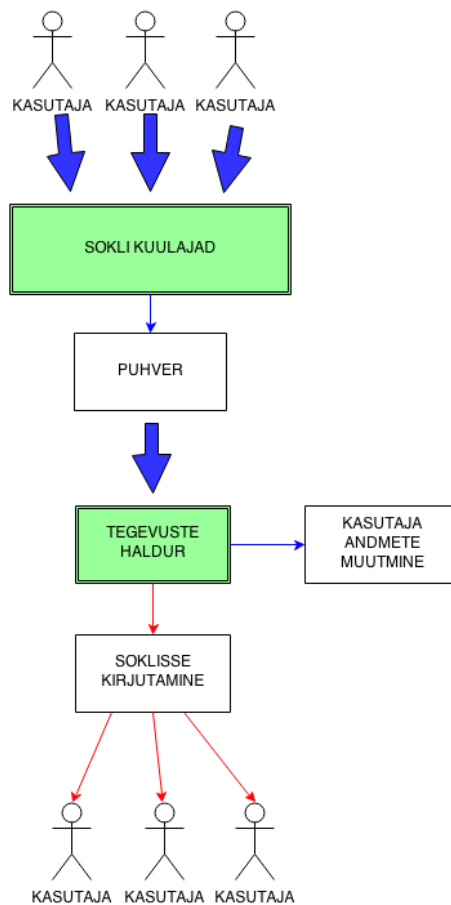 KASUTAJA KASUTAJA KASUTAJA
SOKLI KUULAJAD
PUHVER
TEGEVUSTE
HALDUR
KASUTAJA
ANDMETE
MUUTMINE
SOKLISSE
KIRJUTAMINE
KASUTAJA KASUTAJA KASUTAJA